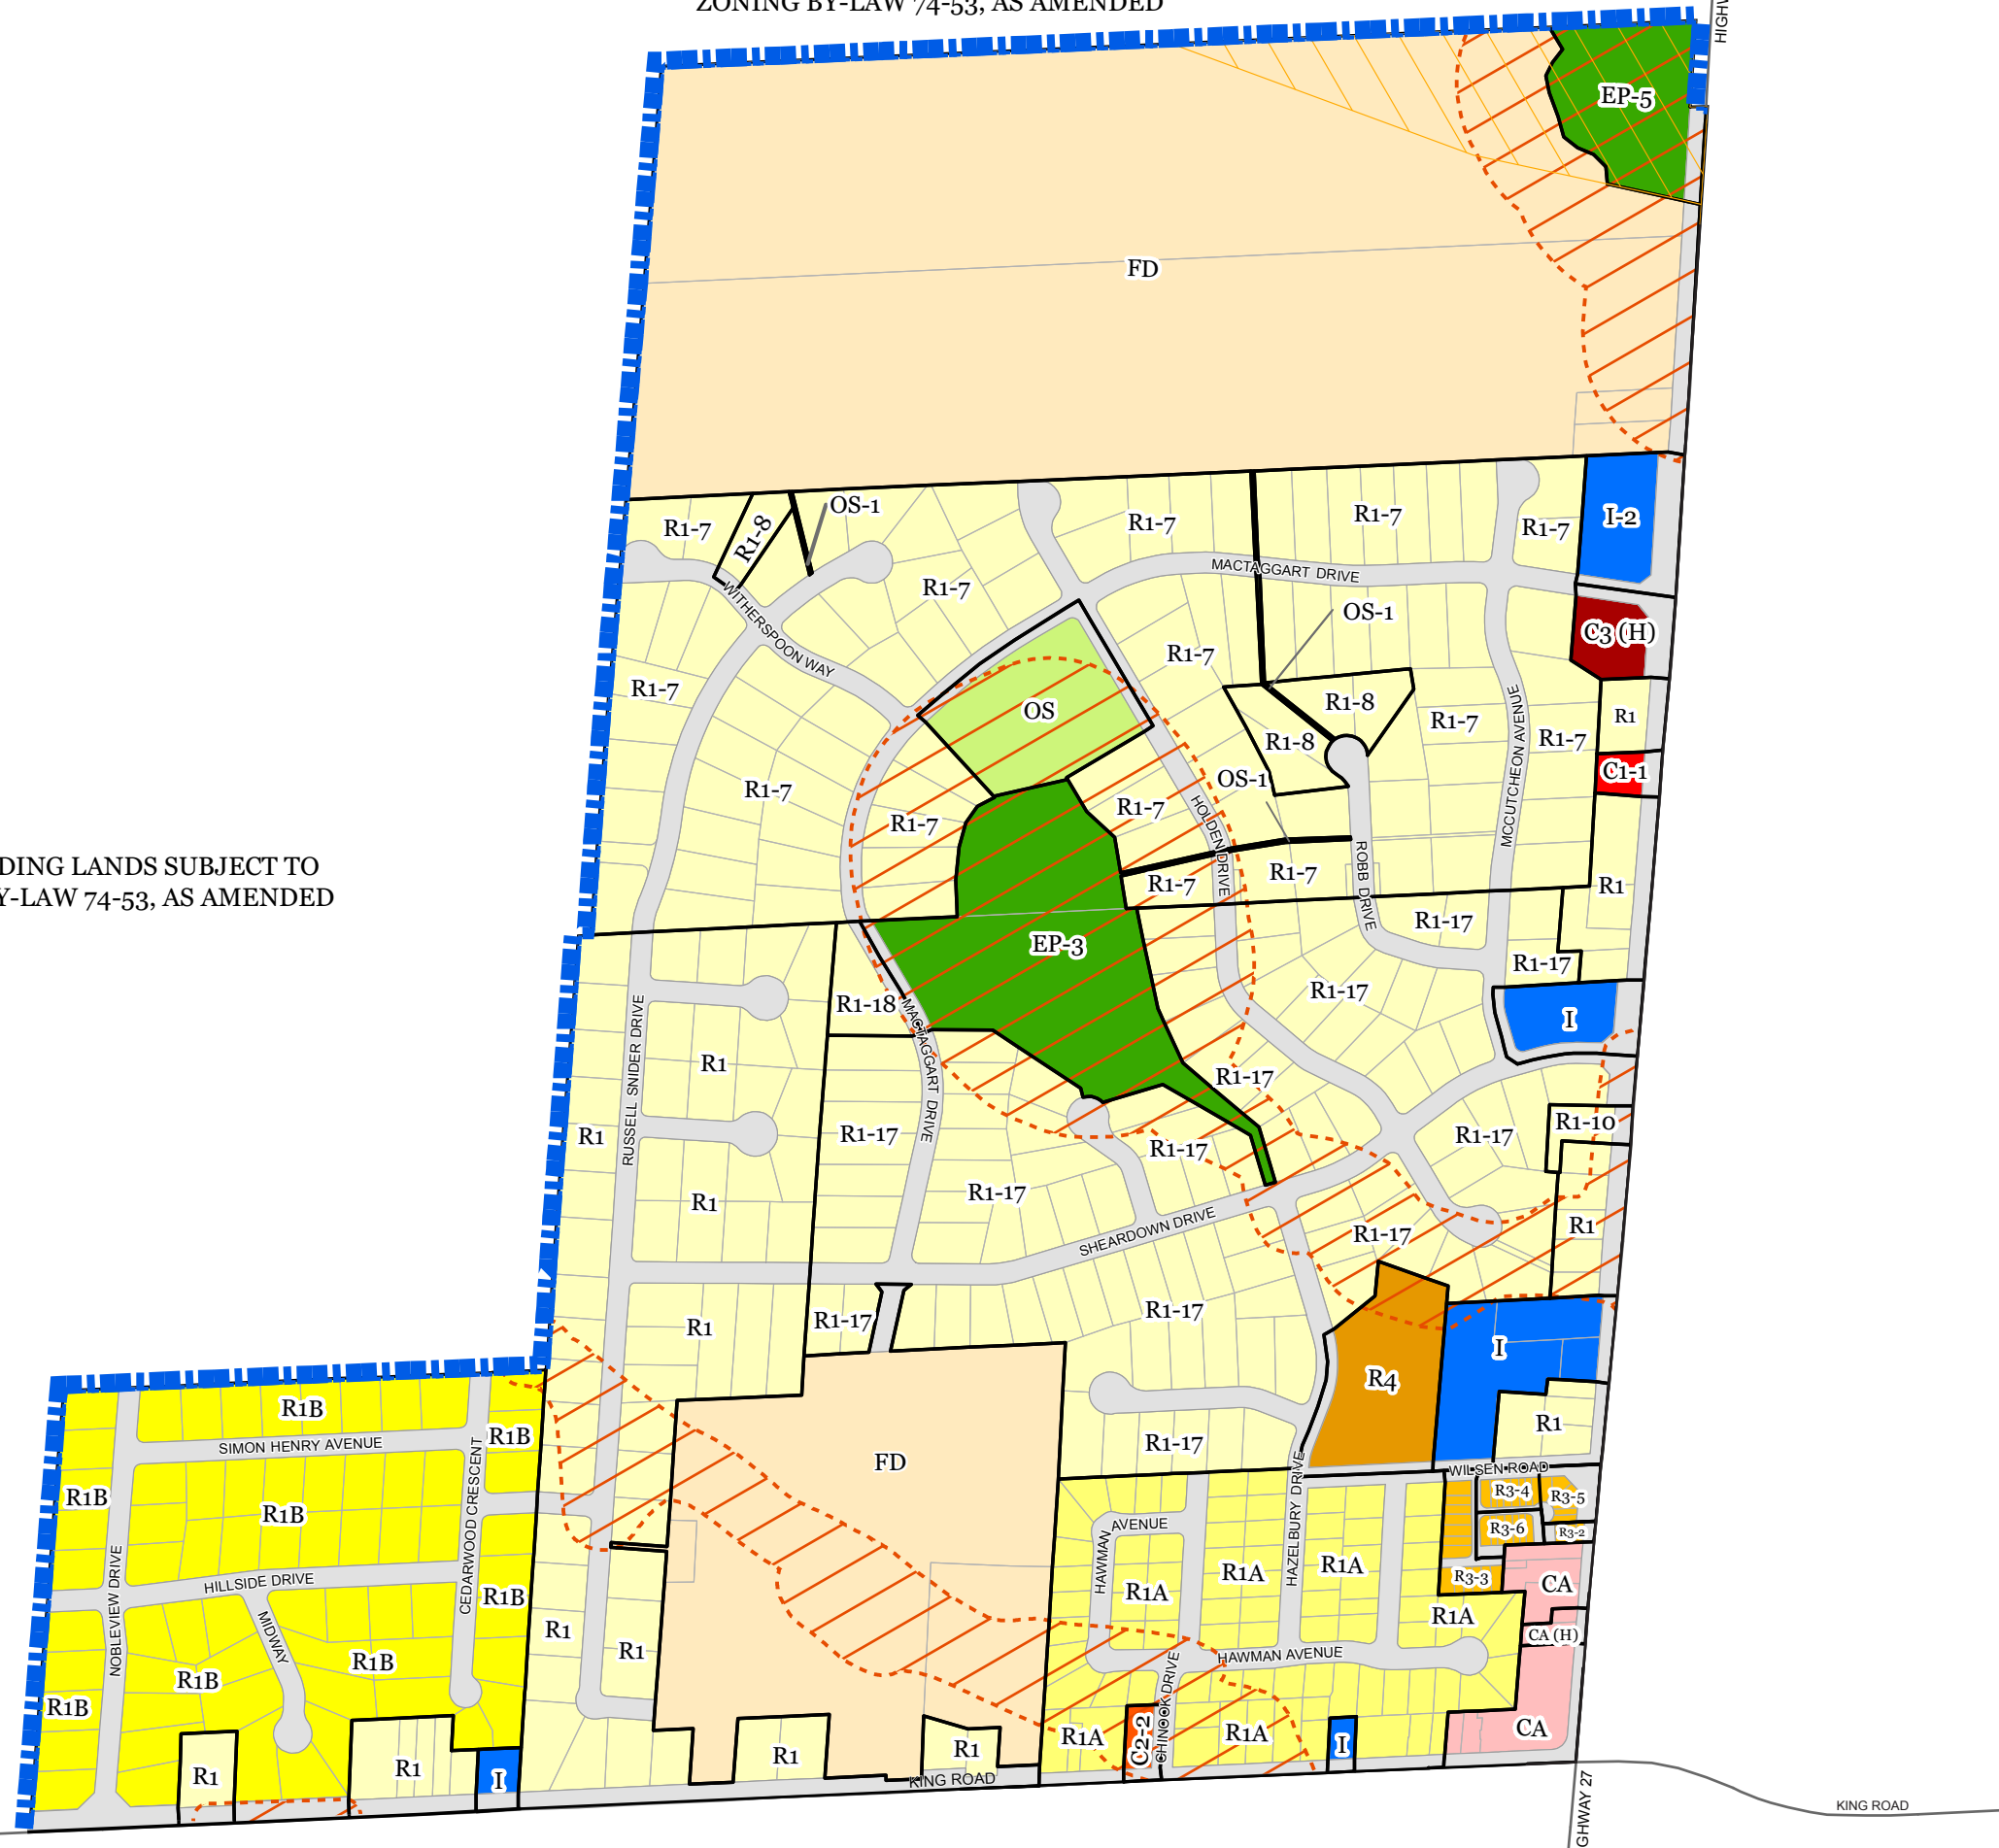 ZONING BY-LAW 74-53, AS AMENDED
HIGHW
EP-5
FD
OS-1
R1-7
R1-8
R1-7
R1-7
R1-7
I-2
MACTAGGART DRIVE
R1-7
WITHERSPOON WAY
OS-1
C3 (H)
R1-7
R1-7
OS
R1-8
R1-7
R1
R1-8
R1-7
MCCUTCHEON AVENUE
C1-1
OS-1
R1-7
R1-7
R1-7
HOLDEN DRIVE
DING LANDS SUBJECT TO
Y-LAW 74-53, AS AMENDED
R1-7
R1-7
ROBB DRIVE
R1
R1-17
EP-3
R1-17
R1-17
R1-18
I
MACTAGGART DRIVE
RUSSELL SNIDER DRIVE
R1
R1-17
R1-10
R1
R1-17
R1-17
R1-17
R1
R1-17
SHEARDOWN DRIVE
R1-17
R1
R1-17
R1-17
R1
I
R4
R1B
R1B
R1
SIMON HENRY AVENUE
CEDARWOOD CRESCENT
R1-17
FD
WILSEN ROAD
R1B
R1B
R3-4
R3-5
R3-6
R3-2
HAWMAN
AVENUE
HAZELBURY DRIVE
R1A
R1A
R1A
R3-3
CA
NOBLEVIEW DRIVE
HILLSIDE DRIVE
R1B
MIDWAY
R1A
R1
R1
CA (H)
HAWMAN AVENUE
R1B
R1B
R1B
CHINOOK DRIVE
R1A
C2-2
R1A
I
CA
R1
R1
R1
R1
I
KING ROAD
GHWAY 27
KING ROAD